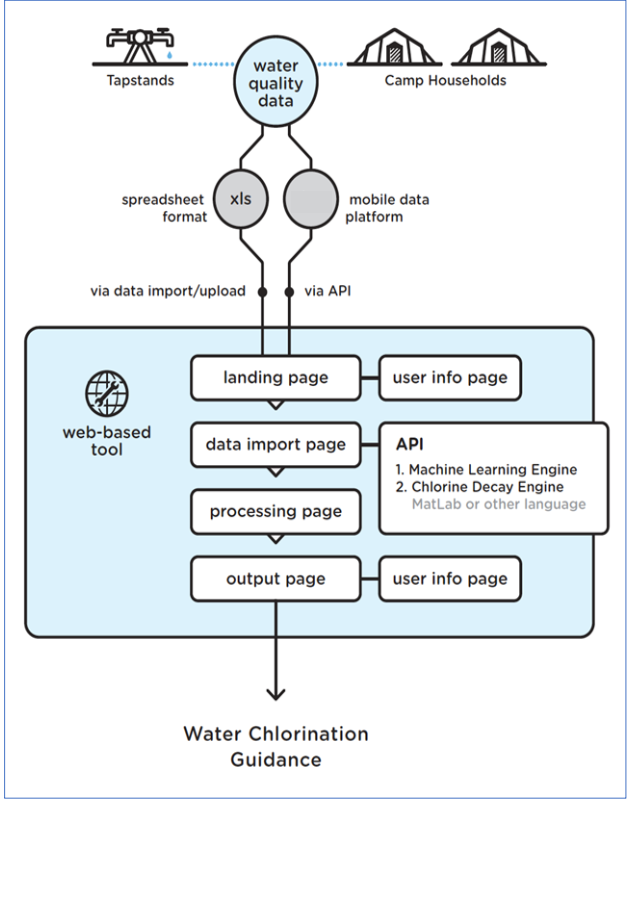 Tapstands
water
quality
data
Camp Households
spreadsheet
format
xls
mobile data
platform
via data import/upload
via API
landing page
user info page
web-based
tool
data import page
API
1. Machine Learning Engine
2. Chlorine Decay Engine
MatLab or other language
processing page
output page
user info page
Water Chlorination
Guidance